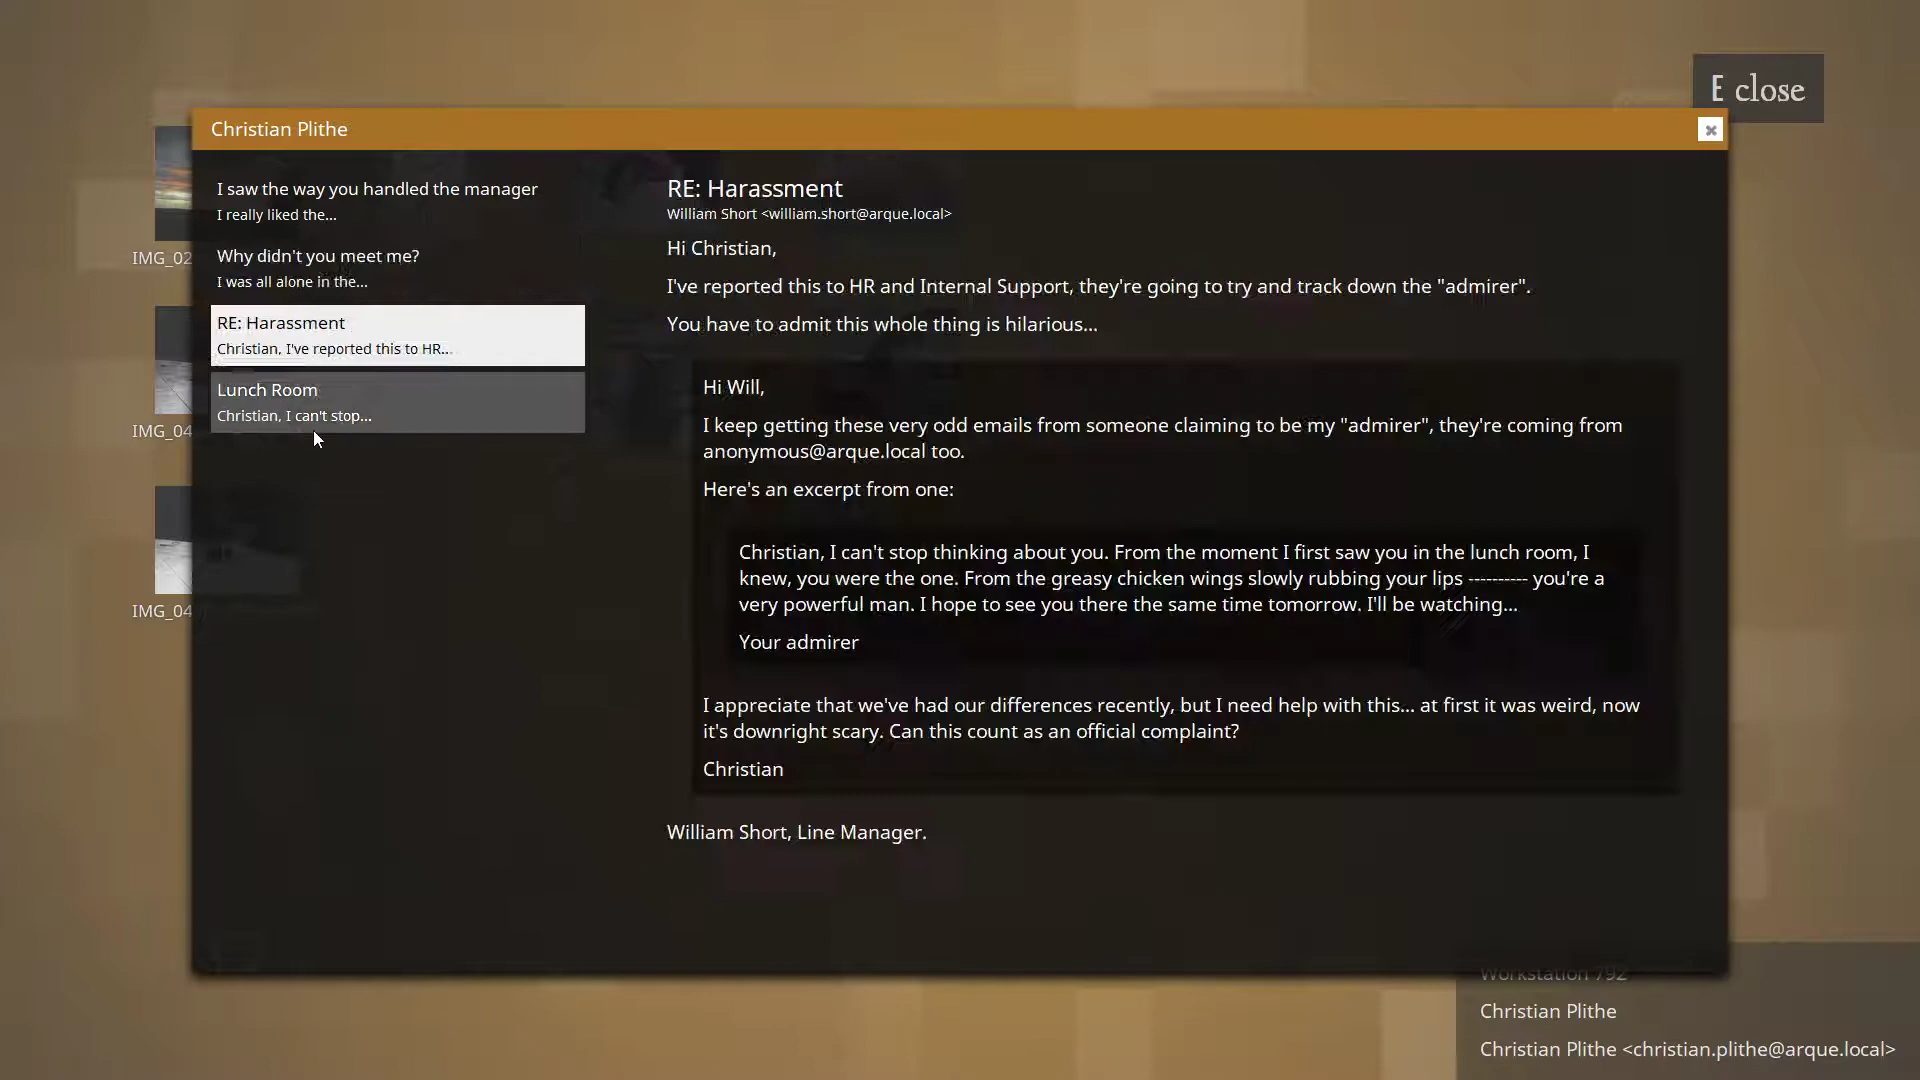 E close
Christian Plithe
I saw the way you handled the manager
I really liked the...
Why didn't you meet me?
I was all alone in the...
RE: Harassment
Christian, I've reported this to HR...
Lunch Room
Christian, I can't stop...
RE: Harassment
William Short <william.short@arque.local>
Hi Christian,
I've reported this to HR and Internal Support, they're going to try and track down the "admirer".
You have to admit this whole thing is hilarious...
Hi Will,
I keep getting these very odd emails from someone claiming to be my "admirer", they're coming from
anonymous@arque.local too.
Here's an excerpt from one:
Christian, I can't stop thinking about you. From the moment I first saw you in the lunch room, I
knew, you were the one. From the greasy chicken wings slowly rubbing your lips ---------- you're a
very powerful man. I hope to see you there the same time tomorrow. I'll be watching...
Your admirer
I appreciate that we've had our differences recently, but I need help with this... at first it was weird, now
it's downright scary. Can this count as an official complaint?
Christian
William Short, Line Manager.
IMG_02
IMG_04
IMG_04
Workstation 792
Christian Plithe
Christian Plithe <christian.plithe@arque.local>